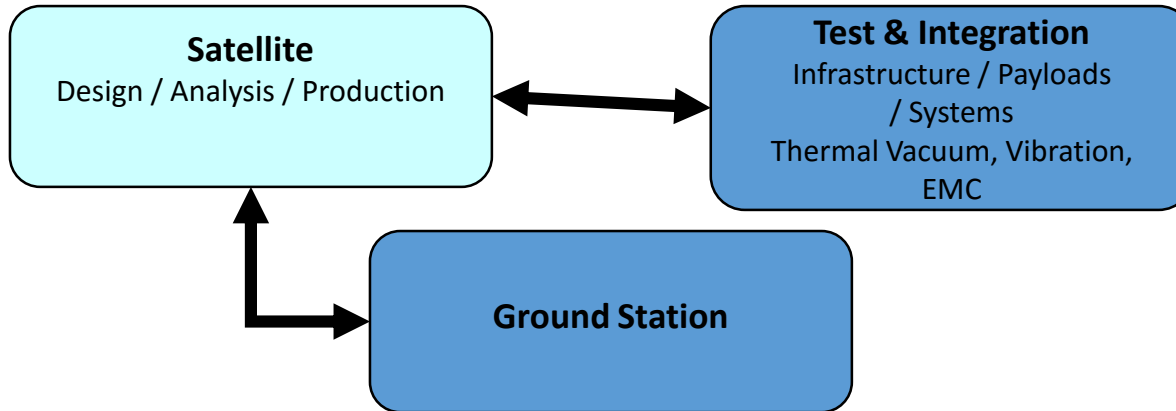 Satellite
Design / Analysis / Production
Test & Integration
Infrastructure / Payloads
/ Systems
Thermal Vacuum, Vibration,
EMC
Ground Station